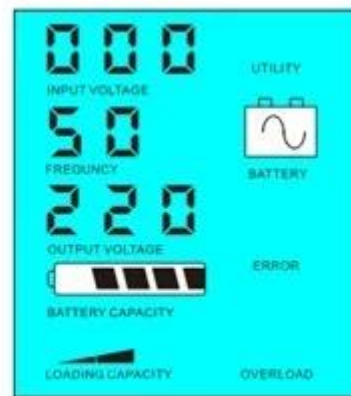 000
UTILITY
INPUT VOLTAGE
50
FREQUNCY
BATTERY
220
OUTPUT VOLTAGE
ERROR
BATTERY CAPACITY
LOADING CAPACITY
OVERLOAD